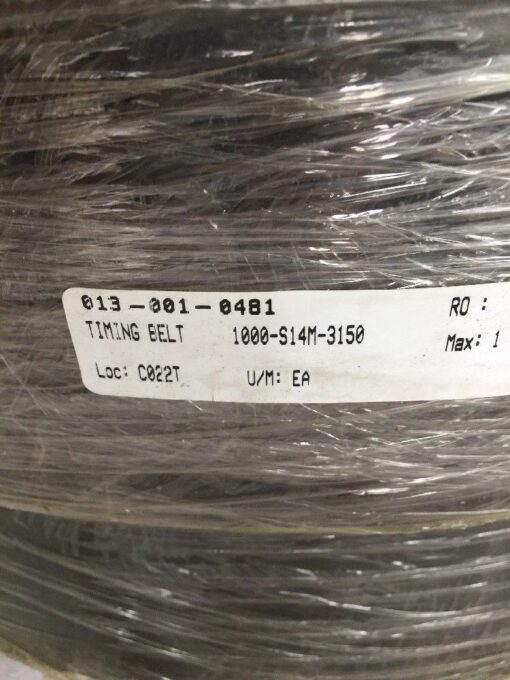 013-001-0481 RO :
TIMING BELT 1000-S14M-3150 Max: 1
Loc: C022T U/M: EA